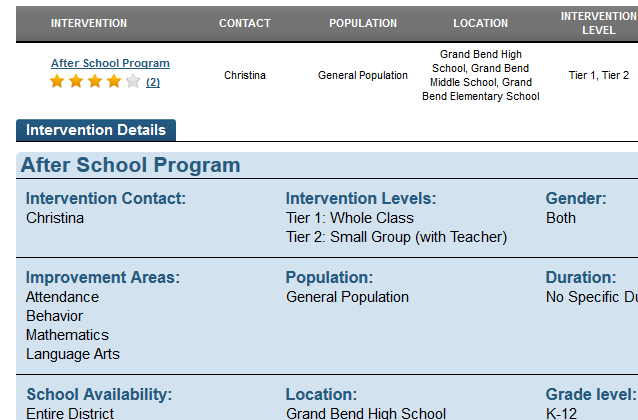 INTERVENTION CONTACT POPULATION LOCATION INTERVENTION LEVEL
After School Program
(2)
Christina
General Population
Grand Bend High
School, Grand Bend
Middle School, Grand
Bend Elementary School
Tier 1, Tier 2
Intervention Details
After School Program
Intervention Contact:
Christina
Intervention Levels:
Tier 1: Whole Class
Tier 2: Small Group (with Teacher)
Gender:
Both
Improvement Areas:
Attendance
Behavior
Mathematics
Language Arts
Population:
General Population
Duration:
No Specific
School Availability:
Entire District
Location:
Grand Bend High School
Grade level:
K-12